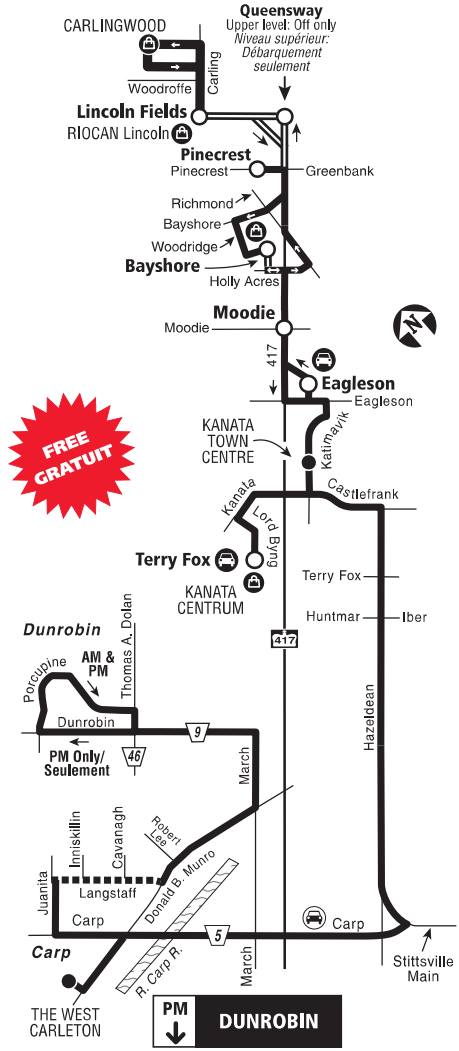 Queensway
Upper level: Off only
Niveau supérieur:
Débarquement
seulement
CARLINGWOOD
Carling
Woodroffe
Lincoln Fields
RIOCAN Lincoln
Pinecrest
Pinecrest
Greenbank
Richmond
Bayshore
Woodridge
Bayshore
Holly Acres
Moodie
Moodie
N
417
Eagleson
Eagleson
FREE
GRATUIT
KANATA
TOWN
CENTRE
Katimavik
Kanata
Castlefrank
Lord Byng
Terry Fox
KANATA
CENTRUM
Terry Fox
Huntmar
Iber
417
Hazeldean
Dunrobin
Porcupine
AM &
PM
Thomas A. Dolan
Dunrobin
9
PM Only/
Seulement
46
March
Robert
Lee
Inniskillin
Cavanagh
Juanita
Langstaff
Donald B. Munro
Carp
5
Carp
Carp
R. Carp R.
March
Stittsville
Main
THE WEST
CARLETON
PM
DUNROBIN